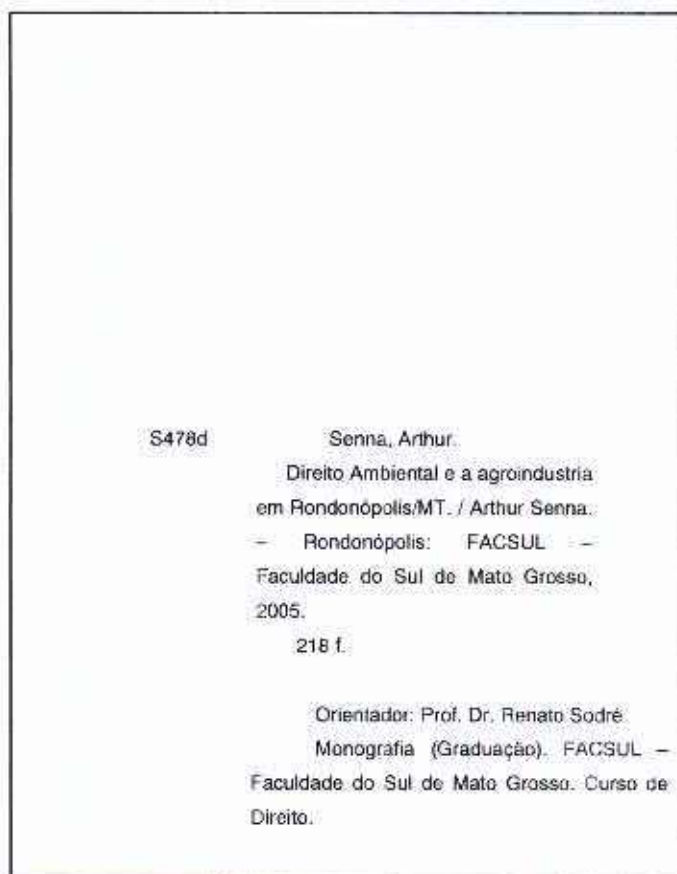 S478d Senna, Arthur.
Direito Ambiental e a agroindustria
em Rondonópolis/MT. / Arthur Senna.
– Rondonópolis: FACSUL –
Faculdade do Sul de Mato Grosso,
2005.
218 f.
Orientador: Prof. Dr. Renato Sodré.
Monografia (Graduação). FACSUL –
Faculdade do Sul de Mato Grosso. Curso de
Direito.